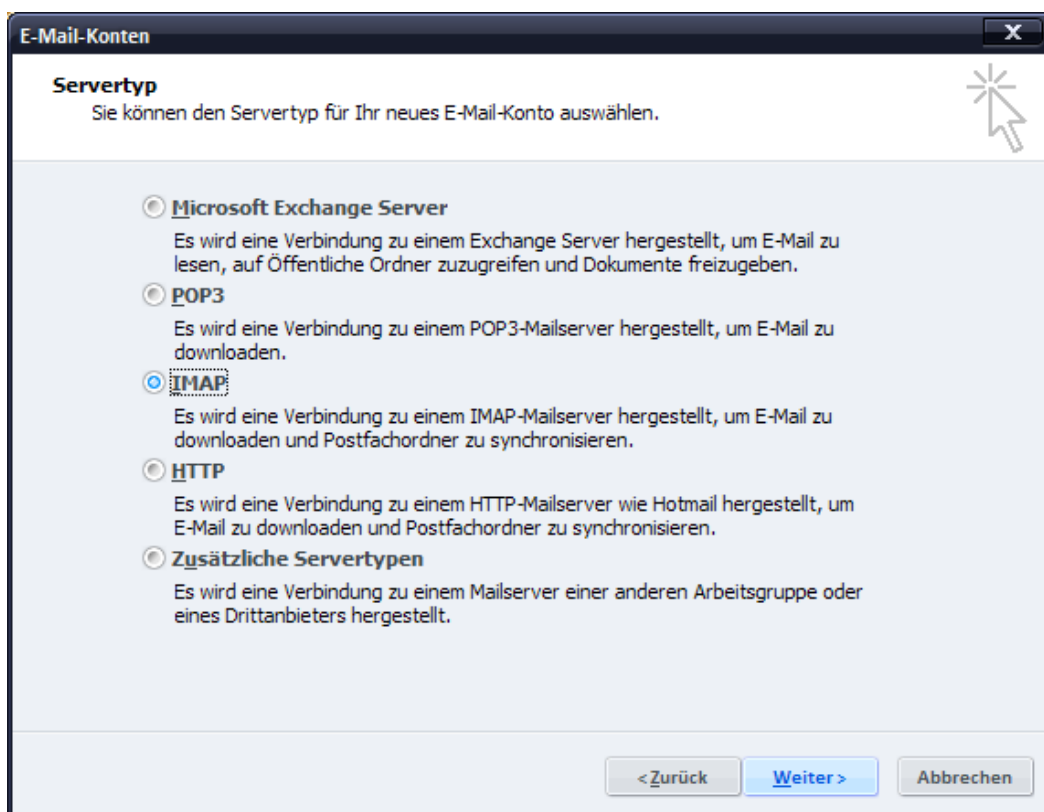 E-Mail-Konten
Servertyp
Sie können den Servertyp für Ihr neues E-Mail-Konto auswählen.
Microsoft Exchange Server
Es wird eine Verbindung zu einem Exchange Server hergestellt, um E-Mail zu
lesen, auf Öffentliche Ordner zuzugreifen und Dokumente freizugeben.
POP3
Es wird eine Verbindung zu einem POP3-Mailserver hergestellt, um E-Mail zu
downloaden.
IMAP
Es wird eine Verbindung zu einem IMAP-Mailserver hergestellt, um E-Mail zu
downloaden und Postfachordner zu synchronisieren.
HTTP
Es wird eine Verbindung zu einem HTTP-Mailserver wie Hotmail hergestellt, um
E-Mail zu downloaden und Postfachordner zu synchronisieren.
Zusätzliche Servertypen
Es wird eine Verbindung zu einem Mailserver einer anderen Arbeitsgruppe oder
eines Drittanbieters hergestellt.
< Zurück Weiter > Abbrechen